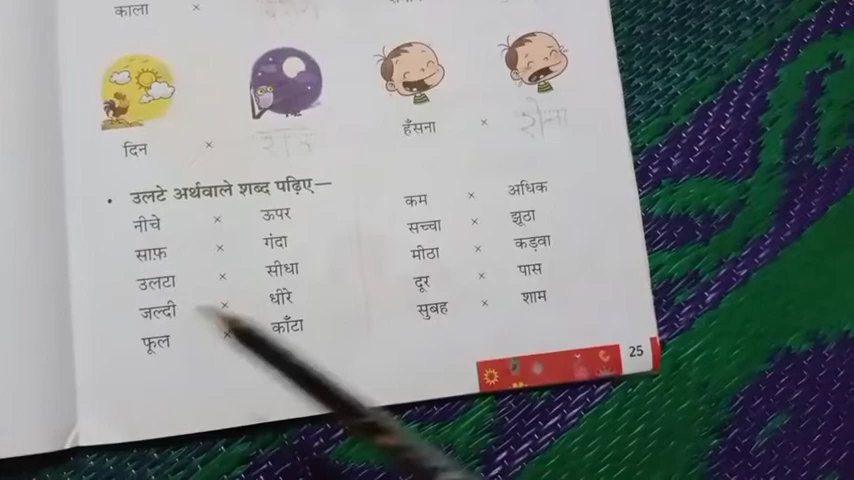 काला ×
दिन × रात
हँसना × रोना
• उलटे अर्थवाले शब्द पढ़िए—
नीचे × ऊपर
साफ़ × गंदा
उलटा × सीधा
जल्दी × धीरे
फूल × काँटा
कम × अधिक
सच्चा × झूठा
मीठा × कड़वा
दूर × पास
सुबह × शाम
25